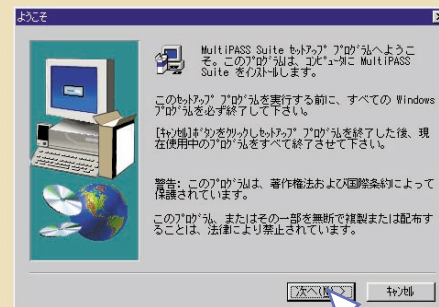 ようこそ
MultiPASS Suite ｾｯﾄｱｯﾌﾟ ﾌﾟﾛｸﾞﾗﾑへようこ
そ。このﾌﾟﾛｸﾞﾗﾑは、ｺﾝﾋﾟｭｰﾀに MultiPASS
Suite をｲﾝｽﾄｰﾙします。
このｾｯﾄｱｯﾌﾟ ﾌﾟﾛｸﾞﾗﾑを実行する前に、すべての Windows
ﾌﾟﾛｸﾞﾗﾑを必ず終了して下さい。
[ｷｬﾝｾﾙ]ﾎﾞﾀﾝをｸﾘｯｸしｾｯﾄｱｯﾌﾟ ﾌﾟﾛｸﾞﾗﾑを終了した後、現
在使用中のﾌﾟﾛｸﾞﾗﾑをすべて終了させて下さい。
警告: このﾌﾟﾛｸﾞﾗﾑは、著作権法および国際条約によって
保護されています。
このﾌﾟﾛｸﾞﾗﾑ、またはその一部を無断で複製または配布す
ることは、法律により禁止されています。
次へ( >
ｷｬﾝｾﾙ